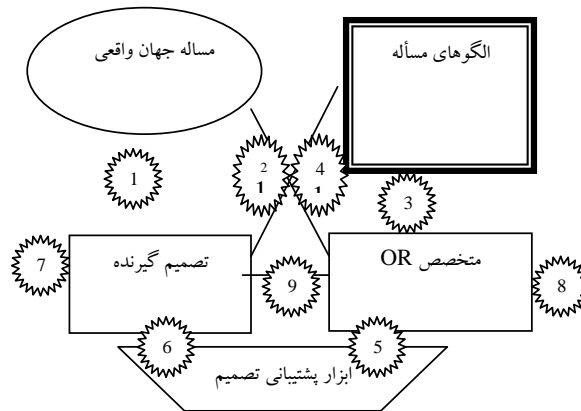 مساله جهان واقعی
الگوهای مسأله
1
2
1
4
1
3
7
تصمیم گیرنده
9
متخصص OR
8
6
5
ابزار پشتیبانی تصمیم